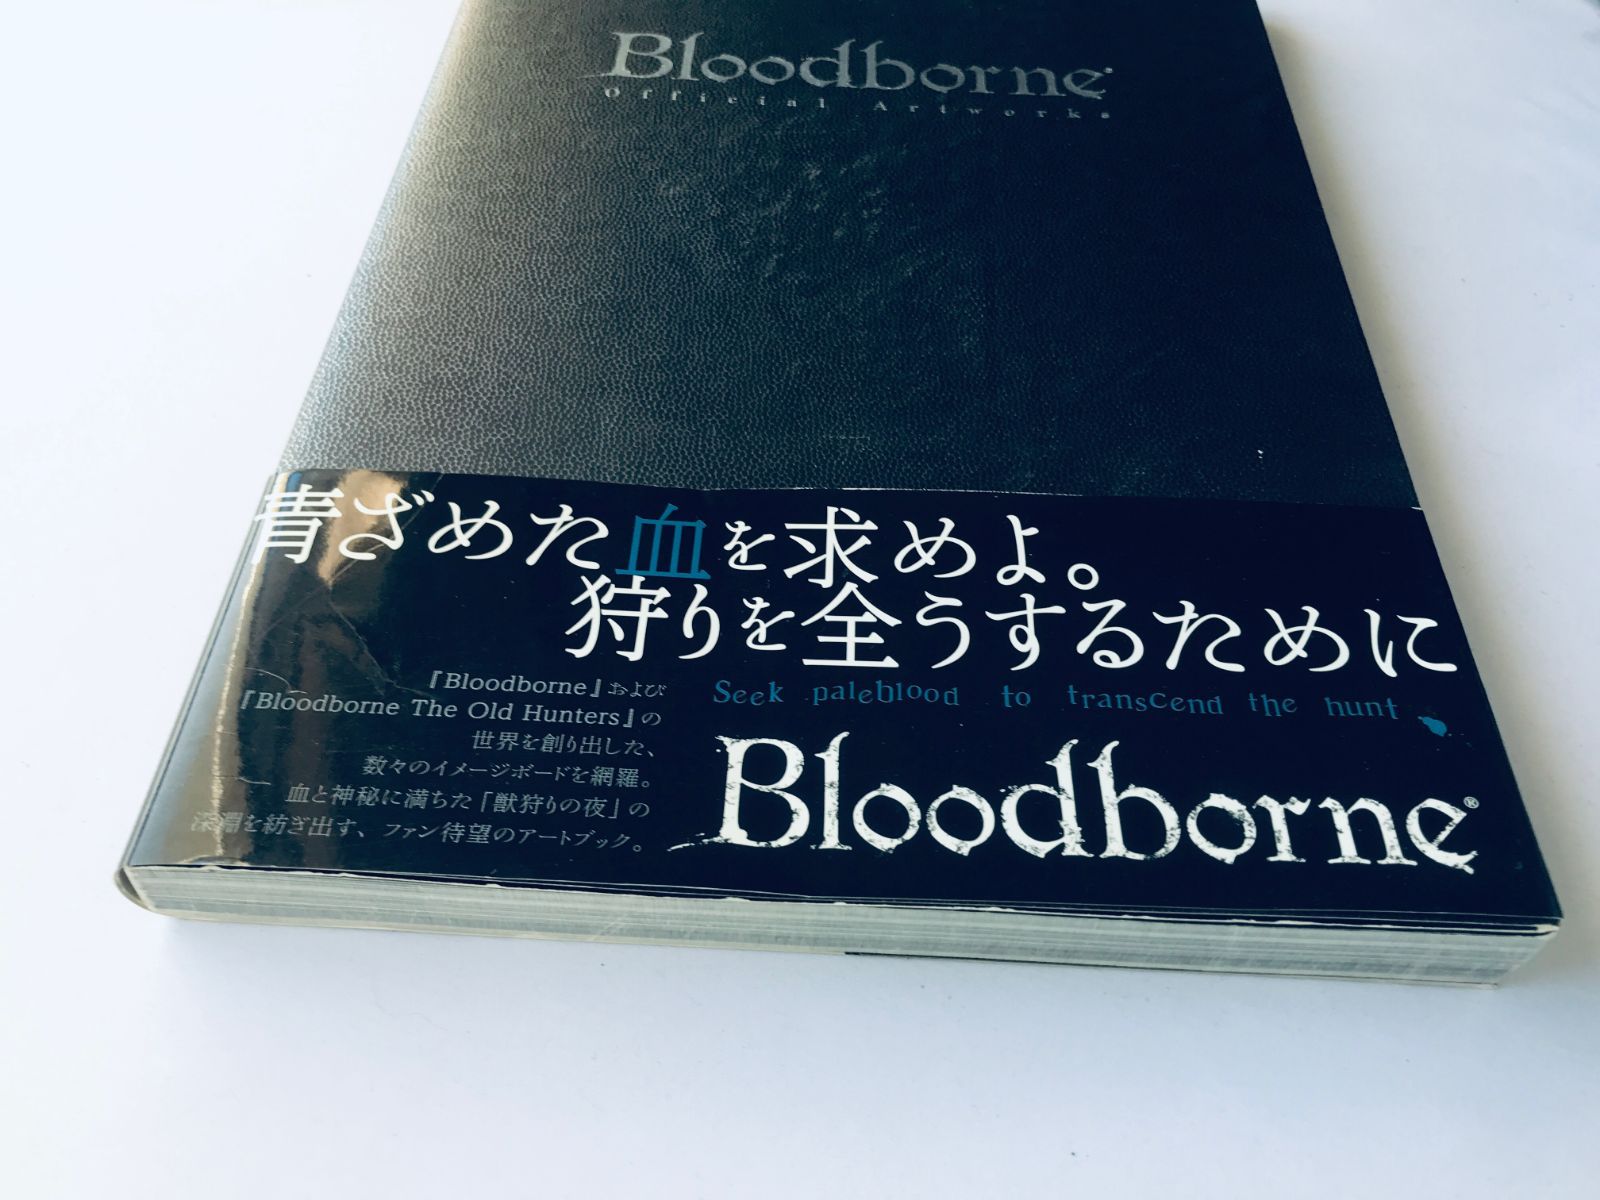 Bloodborne
Official Artworks
青ざめた血を求めよ。
狩りを全うするために
Seek paleblood to transcend the hunt
『Bloodborne』および
『Bloodborne The Old Hunters』の
世界を創り出した、
数々のイメージボードを網羅。
血と神秘に満ちた「獣狩りの夜」の
深淵を紡ぎ出す、ファン待望のアートブック。
Bloodborne®